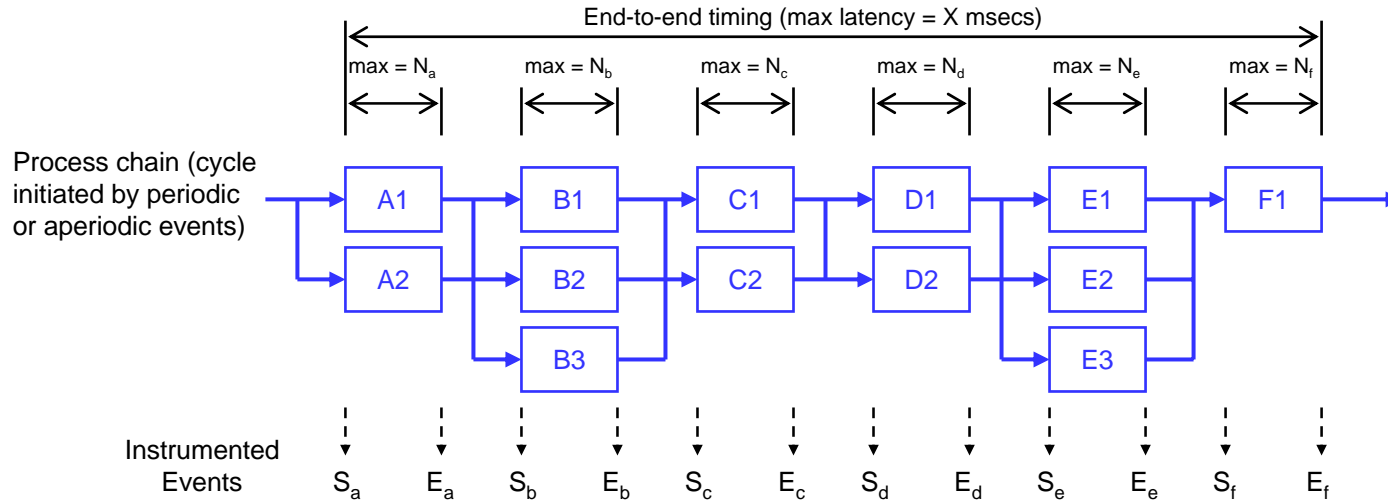 End-to-end timing (max latency = X msecs)
max = Na max = Nb max = Nc max = Nd max = Ne max = Nf
Process chain (cycle
initiated by periodic
or aperiodic events)
A1 B1 C1 D1 E1 F1
A2 B2 C2 D2 E2
B3 E3
Instrumented
Events
Sa Ea Sb Eb Sc Ec Sd Ed Se Ee Sf Ef